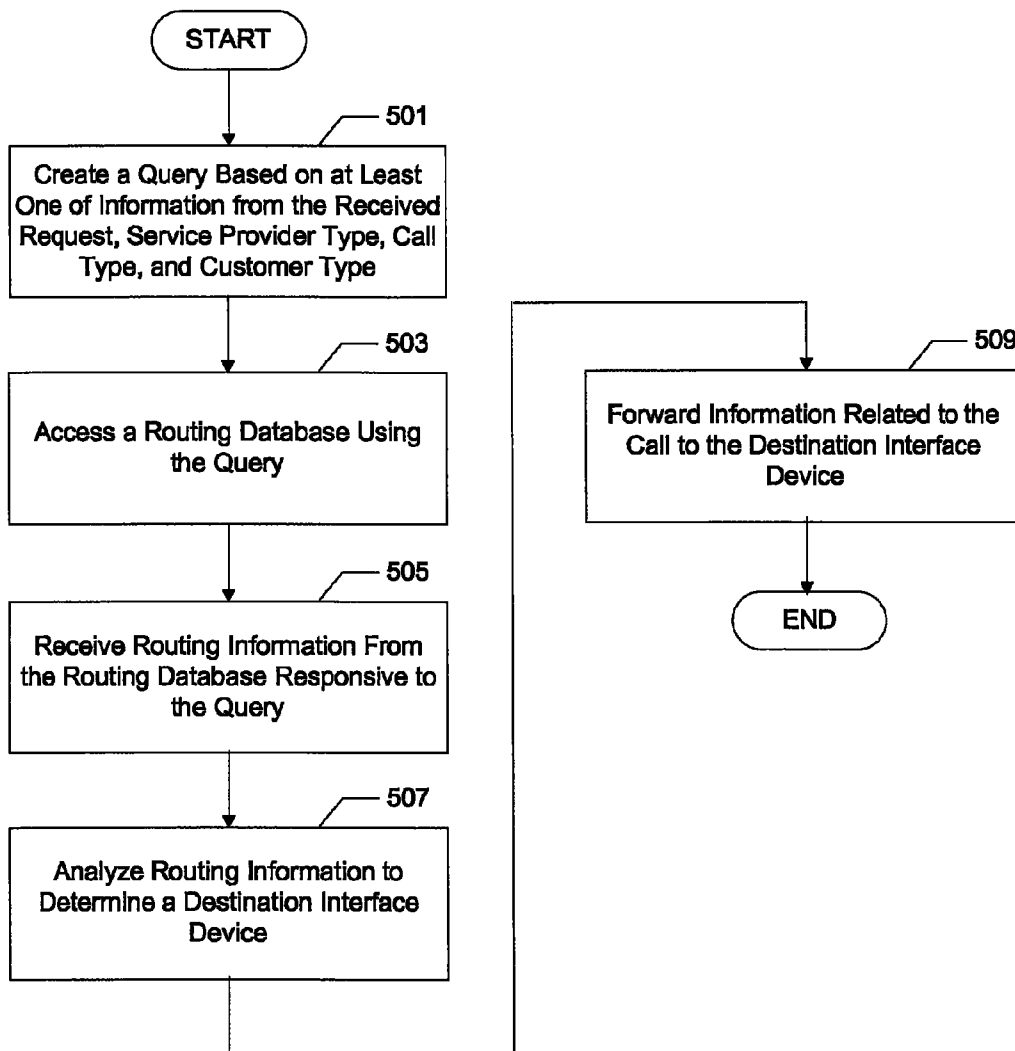 START
501
Create a Query Based on at Least
One of Information from the Received
Request, Service Provider Type, Call
Type, and Customer Type
503
Access a Routing Database Using
the Query
505
Receive Routing Information From
the Routing Database Responsive to
the Query
507
Analyze Routing Information to
Determine a Destination Interface
Device
509
Forward Information Related to the
Call to the Destination Interface
Device
END